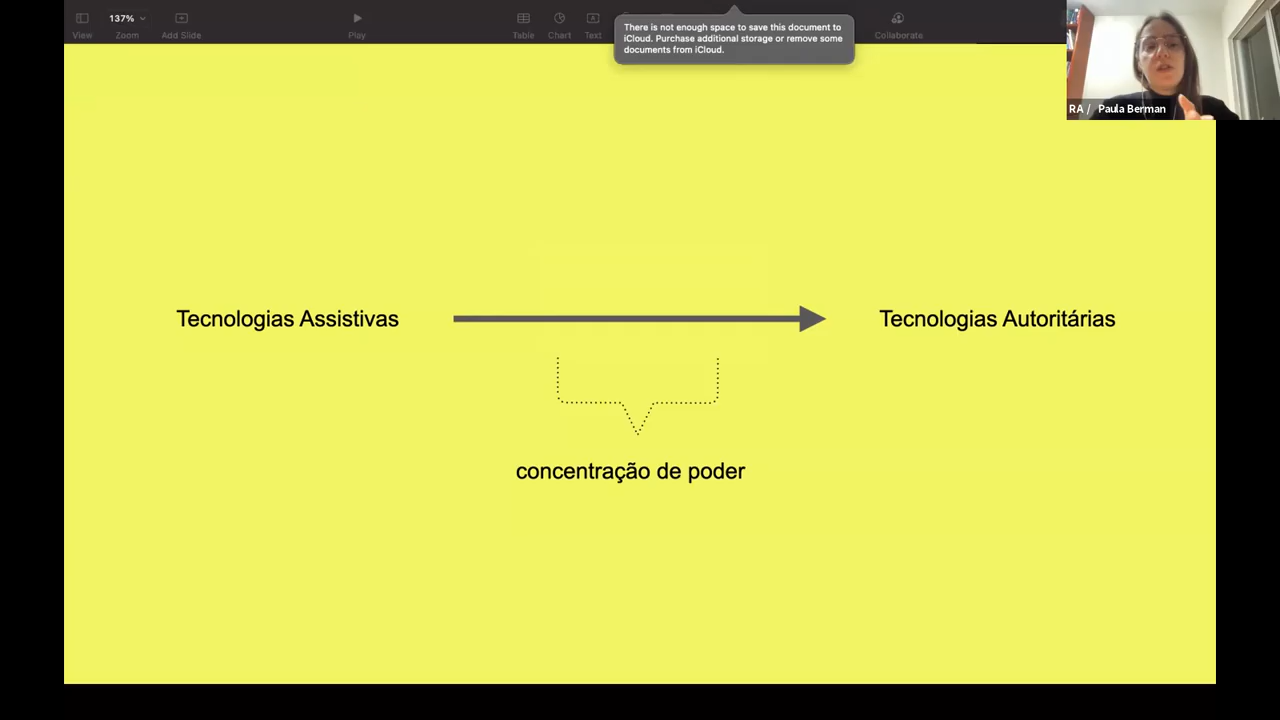 137%
View
Zoom
Add Slide
Play
Table
Chart
Text
Collaborate
There is not enough space to save this document to
iCloud. Purchase additional storage or remove some
documents from iCloud.
RA / Paula Berman
Tecnologias Assistivas
Tecnologias Autoritárias
concentração de poder